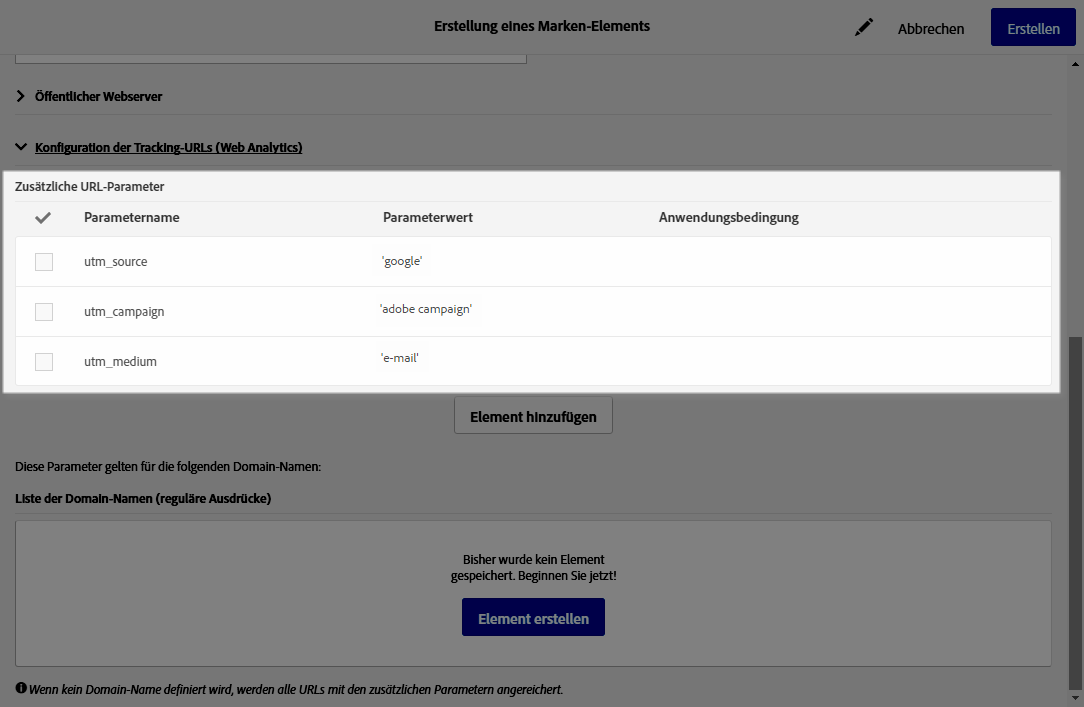 Erstellung eines Marken-Elements
Abbrechen
Erstellen
Öffentlicher Webserver
Konfiguration der Tracking-URLs (Web Analytics)
Zusätzliche URL-Parameter
Parametername Parameterwert Anwendungsbedingung
utm_source 'google'
utm_campaign 'adobe campaign'
utm_medium 'e-mail'
Element hinzufügen
Diese Parameter gelten für die folgenden Domain-Namen:
Liste der Domain-Namen (reguläre Ausdrücke)
Bisher wurde kein Element
gespeichert. Beginnen Sie jetzt!
Element erstellen
Wenn kein Domain-Name definiert wird, werden alle URLs mit den zusätzlichen Parametern angereichert.